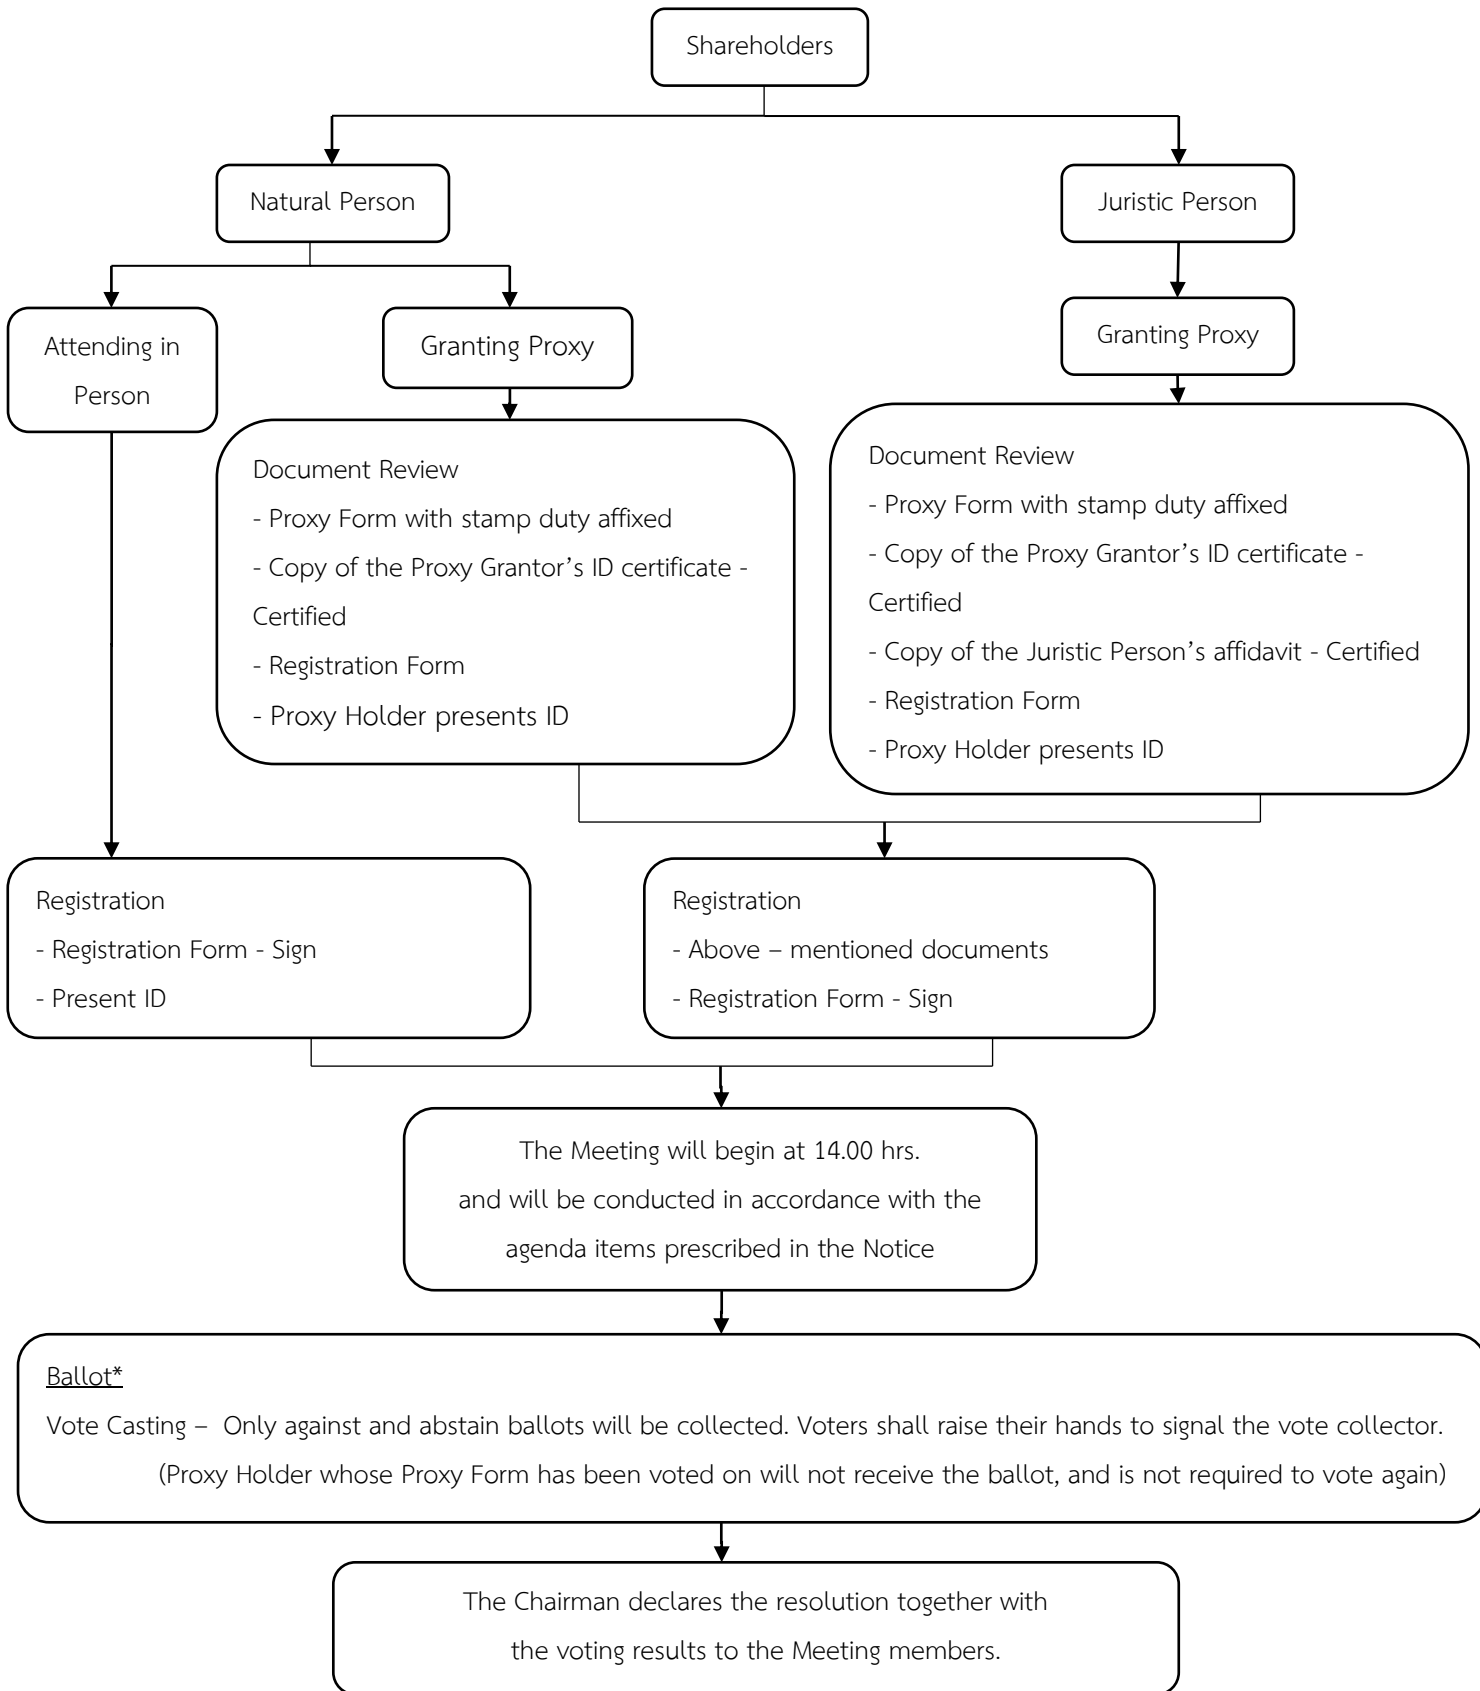 Shareholders
Natural Person
Juristic Person
Attending in
Person
Granting Proxy
Granting Proxy
Document Review
- Proxy Form with stamp duty affixed
- Copy of the Proxy Grantor’s ID certificate -
Certified
- Registration Form
- Proxy Holder presents ID
Document Review
- Proxy Form with stamp duty affixed
- Copy of the Proxy Grantor’s ID certificate -
Certified
- Copy of the Juristic Person’s affidavit - Certified
- Registration Form
- Proxy Holder presents ID
Registration
- Registration Form - Sign
- Present ID
Registration
- Above – mentioned documents
- Registration Form - Sign
The Meeting will begin at 14.00 hrs.
and will be conducted in accordance with the
agenda items prescribed in the Notice
Ballot*
Vote Casting – Only against and abstain ballots will be collected. Voters shall raise their hands to signal the vote collector.
(Proxy Holder whose Proxy Form has been voted on will not receive the ballot, and is not required to vote again)
The Chairman declares the resolution together with
the voting results to the Meeting members.